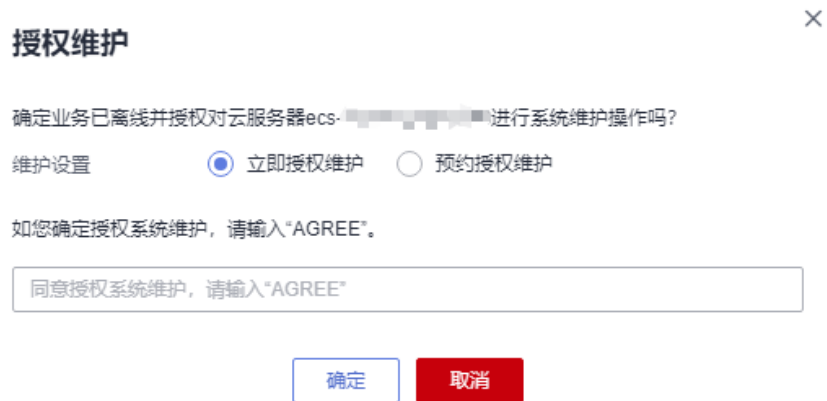 授权维护
确定业务已离线并授权对云服务器ecs-进行系统维护操作吗？
维护设置 立即授权维护 预约授权维护
如您确定授权系统维护，请输入“AGREE”。
同意授权系统维护，请输入“AGREE”
确定 取消